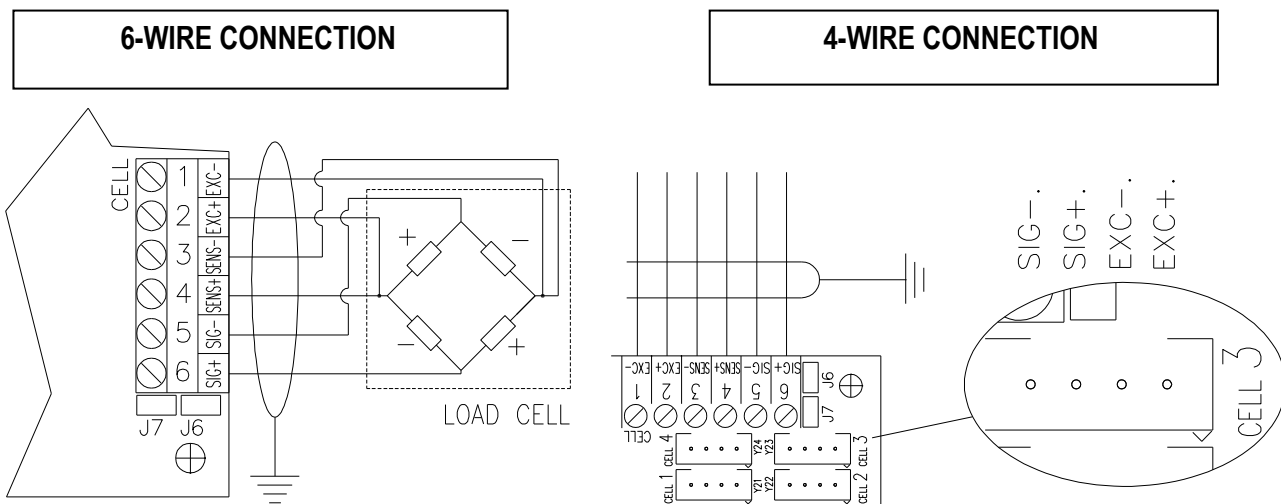 6-WIRE CONNECTION
4-WIRE CONNECTION
CELL
1 EXC-
2 EXC+
3 SENS-
4 SENS+
5 SIG-
6 SIG+
J7 J6
+
-
-
+
LOAD CELL
EXC- EXC+ SENS- SENS+ SIG- SIG+
1 2 3 4 5 6
J6
J7
CELL
CELL 4 Y24 Y23 CELL 3
CELL 1 Y21 Y22 CELL 2
SIG-.
SIG+.
EXC-.
EXC+.
CELL 3